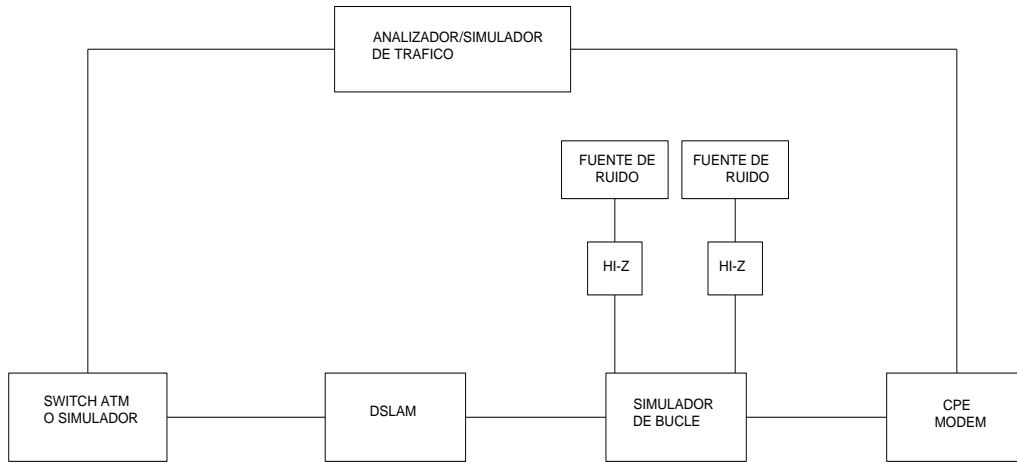 ANALIZADOR/SIMULADOR
DE TRAFICO
FUENTE DE
RUIDO
FUENTE DE
RUIDO
HI-Z
HI-Z
SWITCH ATM
O SIMULADOR
DSLAM
SIMULADOR
DE BUCLE
CPE
MODEM